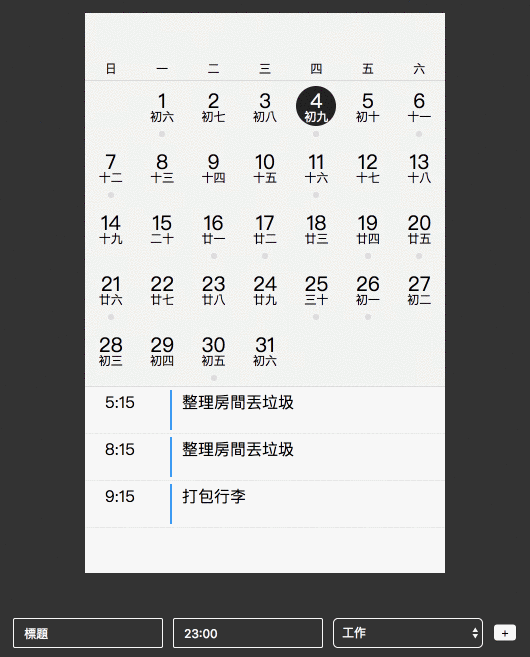 日 一 二 三 四 五 六
1 2 3 4 5 6
初六 初七 初八 初九 初十 十一
7 8 9 10 11 12 13
十二 十三 十四 十五 十六 十七 十八
14 15 16 17 18 19 20
十九 二十 廿一 廿二 廿三 廿四 廿五
21 22 23 24 25 26 27
廿六 廿七 廿八 廿九 三十 初一 初二
28 29 30 31
初三 初四 初五 初六
5:15 整理房間丟垃圾
8:15 整理房間丟垃圾
9:15 打包行李
標題 23:00 工作 +